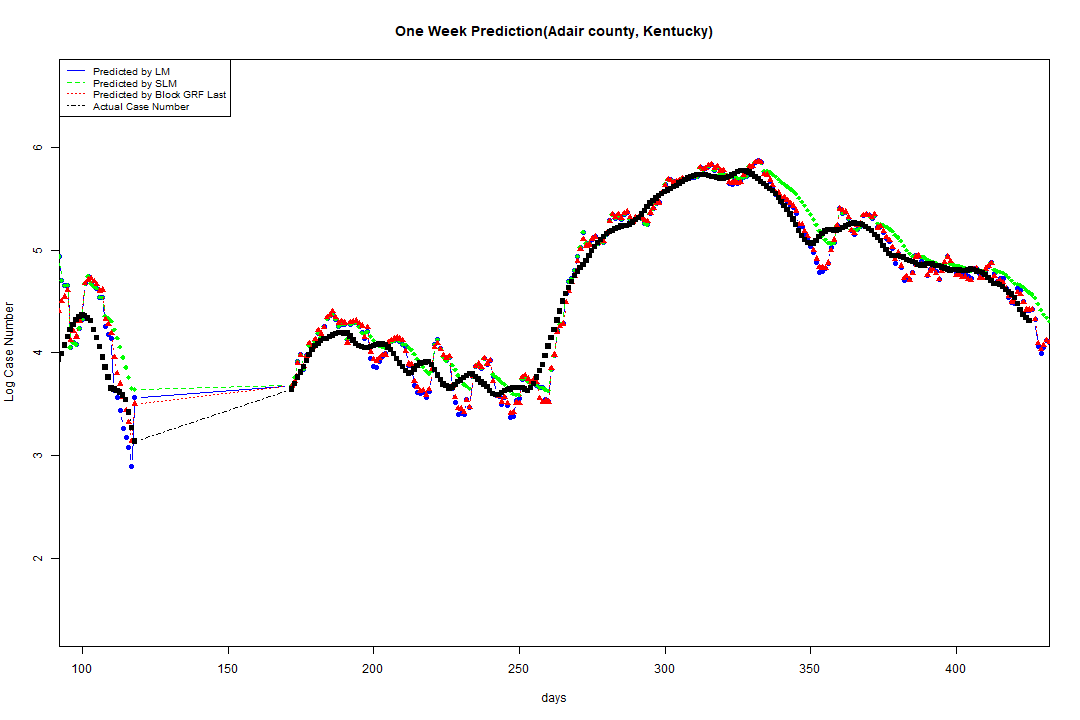 One Week Prediction(Adair county, Kentucky)
Predicted by LM
Predicted by SLM
Predicted by Block GRF Last
Actual Case Number
6
5
4
3
2
Log Case Number
100 150 200 250 300 350 400
days